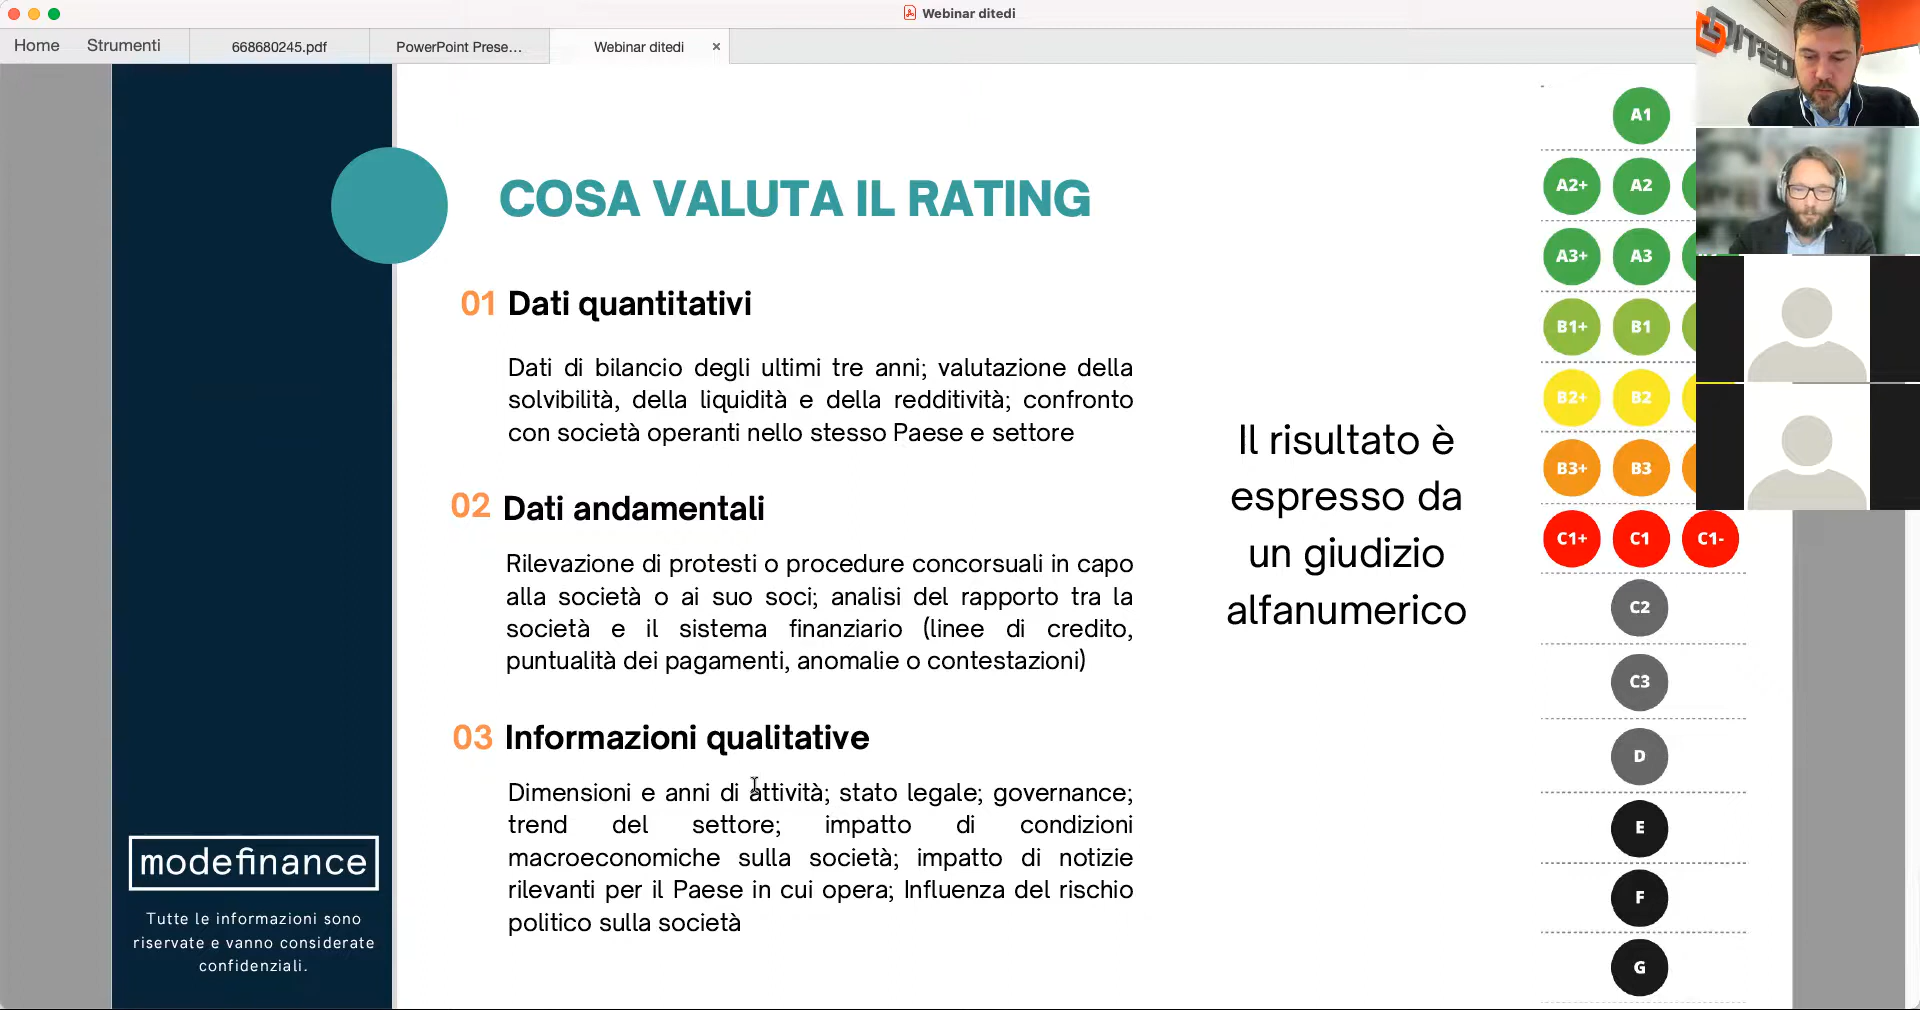 Webinar ditedi
Home Strumenti 668680245.pdf PowerPoint Prese... Webinar ditedi ×
COSA VALUTA IL RATING
01 Dati quantitativi
Dati di bilancio degli ultimi tre anni; valutazione della
solvibilità, della liquidità e della redditività; confronto
con società operanti nello stesso Paese e settore
02 Dati andamentali
Rilevazione di protesti o procedure concorsuali in capo
alla società o ai suo soci; analisi del rapporto tra la
società e il sistema finanziario (linee di credito,
puntualità dei pagamenti, anomalie o contestazioni)
03 Informazioni qualitative
Dimensioni e anni di attività; stato legale; governance;
trend del settore; impatto di condizioni
macroeconomiche sulla società; impatto di notizie
rilevanti per il Paese in cui opera; Influenza del rischio
politico sulla società
Il risultato è
espresso da
un giudizio
alfanumerico
A1
A2+ A2
A3+ A3
B1+ B1
B2+ B2
B3+ B3
C1+ C1 C1-
C2
C3
D
E
F
G
modefinance
Tutte le informazioni sono
riservate e vanno considerate
confidenziali.
DITEDI